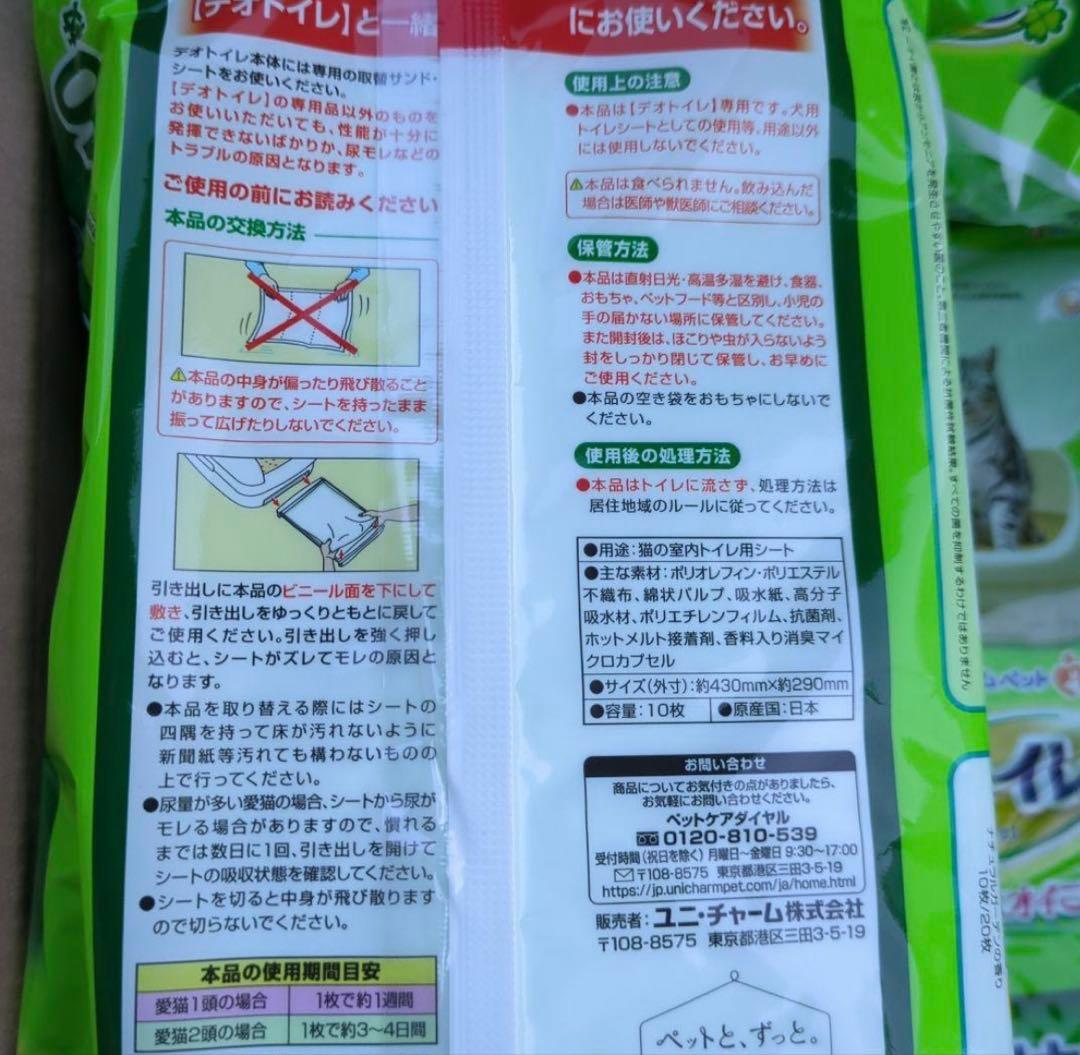 【デオトイレ】と一緒にお使いください。
デオトイレ本体には専用の取替サンド・
シートをお使いください。
【デオトイレ】の専用品以外のものを
お使いいただいても、性能が十分に
発揮できないばかりか、尿モレなどの
トラブルの原因となります。
ご使用の前にお読みください
本品の交換方法
⚠本品の中身が偏ったり飛び散ること
がありますので、シートを持ったまま
振って広げたりしないでください。
引き出しに本品のビニール面を下にして
敷き、引き出しをゆっくりともとに戻して
ご使用ください。引き出しを強く押し
込むと、シートがズレてモレの原因と
なります。
●本品を取り替える際にはシートの
四隅を持って床が汚れないように
新聞紙等汚れても構わないものの
上で行ってください。
●尿量が多い愛猫の場合、シートから尿が
モレる場合がありますので、慣れる
までは数日に1回、引き出しを開けて
シートの吸収状態を確認してください。
●シートを切ると中身が飛び散ります
ので切らないでください。
本品の使用期間目安
愛猫1頭の場合 1枚で約1週間
愛猫2頭の場合 1枚で約3〜4日間
使用上の注意
●本品は【デオトイレ】専用です。犬用
トイレシートとしての使用等、用途以外
には使用しないでください。
⚠本品は食べられません。飲み込んだ
場合は医師や獣医師にご相談ください。
保管方法
●本品は直射日光・高温多湿を避け、食器、
おもちゃ、ペットフード等と区別し、小児の
手の届かない場所に保管してください。
また開封後は、ほこりや虫が入らないよう
封をしっかり閉じて保管し、お早めに
ご使用ください。
●本品の空き袋をおもちゃにしないで
ください。
使用後の処理方法
●本品はトイレに流さず、処理方法は
居住地域のルールに従ってください。
●用途：猫の室内トイレ用シート
●主な素材：ポリオレフィン・ポリエステル
不織布、綿状パルプ、吸水紙、高分子
吸水材、ポリエチレンフィルム、抗菌剤、
ホットメルト接着剤、香料入り消臭マイ
クロカプセル
●サイズ(外寸)：約430mm×約290mm
●容量：10枚 ●原産国：日本
お問い合わせ
商品についてお気付きの点がありましたら、
お気軽にお問い合わせください。
ペットケアダイヤル
0120-810-539
受付時間(祝日を除く) 月曜日〜金曜日 9:30〜17:00
〒108-8575 東京都港区三田3-5-19
https://jp.unicharmpet.com/ja/home.html
販売者：ユニ・チャーム株式会社
〒108-8575 東京都港区三田3-5-19
ペットと、ずっと。
すべての菌を抑制するわけではありません
ナチュラルガーデンの香り
10枚/20枚
ムペット
イレ